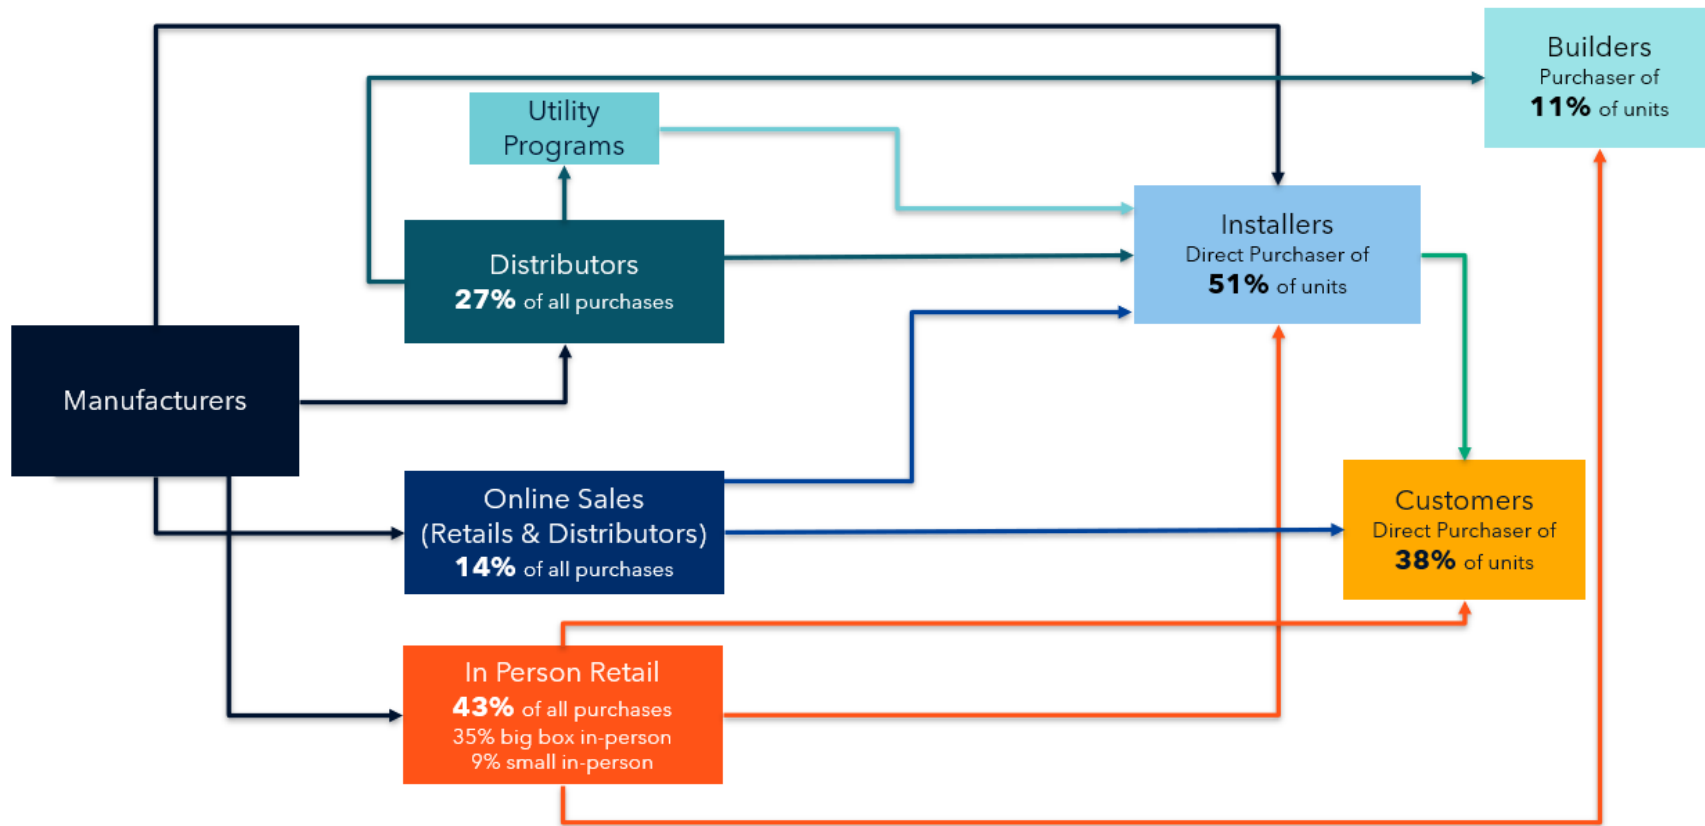 Builders
Purchaser of
11% of units
Utility
Programs
Installers
Direct Purchaser of
51% of units
Distributors
27% of all purchases
Manufacturers
Online Sales
(Retails & Distributors)
14% of all purchases
Customers
Direct Purchaser of
38% of units
In Person Retail
43% of all purchases
35% big box in-person
9% small in-person